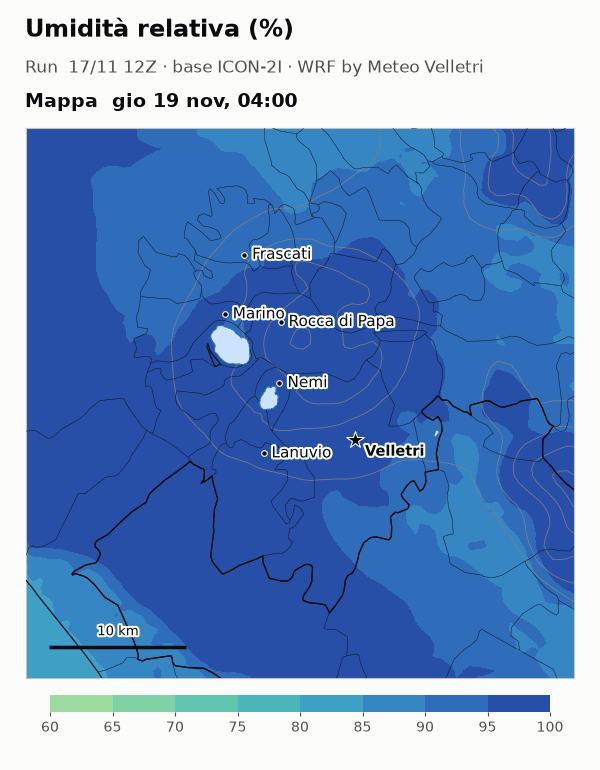 Umidità relativa (%)
Run  17/11 12Z · base ICON-2I · WRF by Meteo Velletri
Mappa  gio 19 nov, 04:00
Frascati
Marino
Rocca di Papa
Nemi
Velletri
Lanuvio
10 km
60 65 70 75 80 85 90 95 100